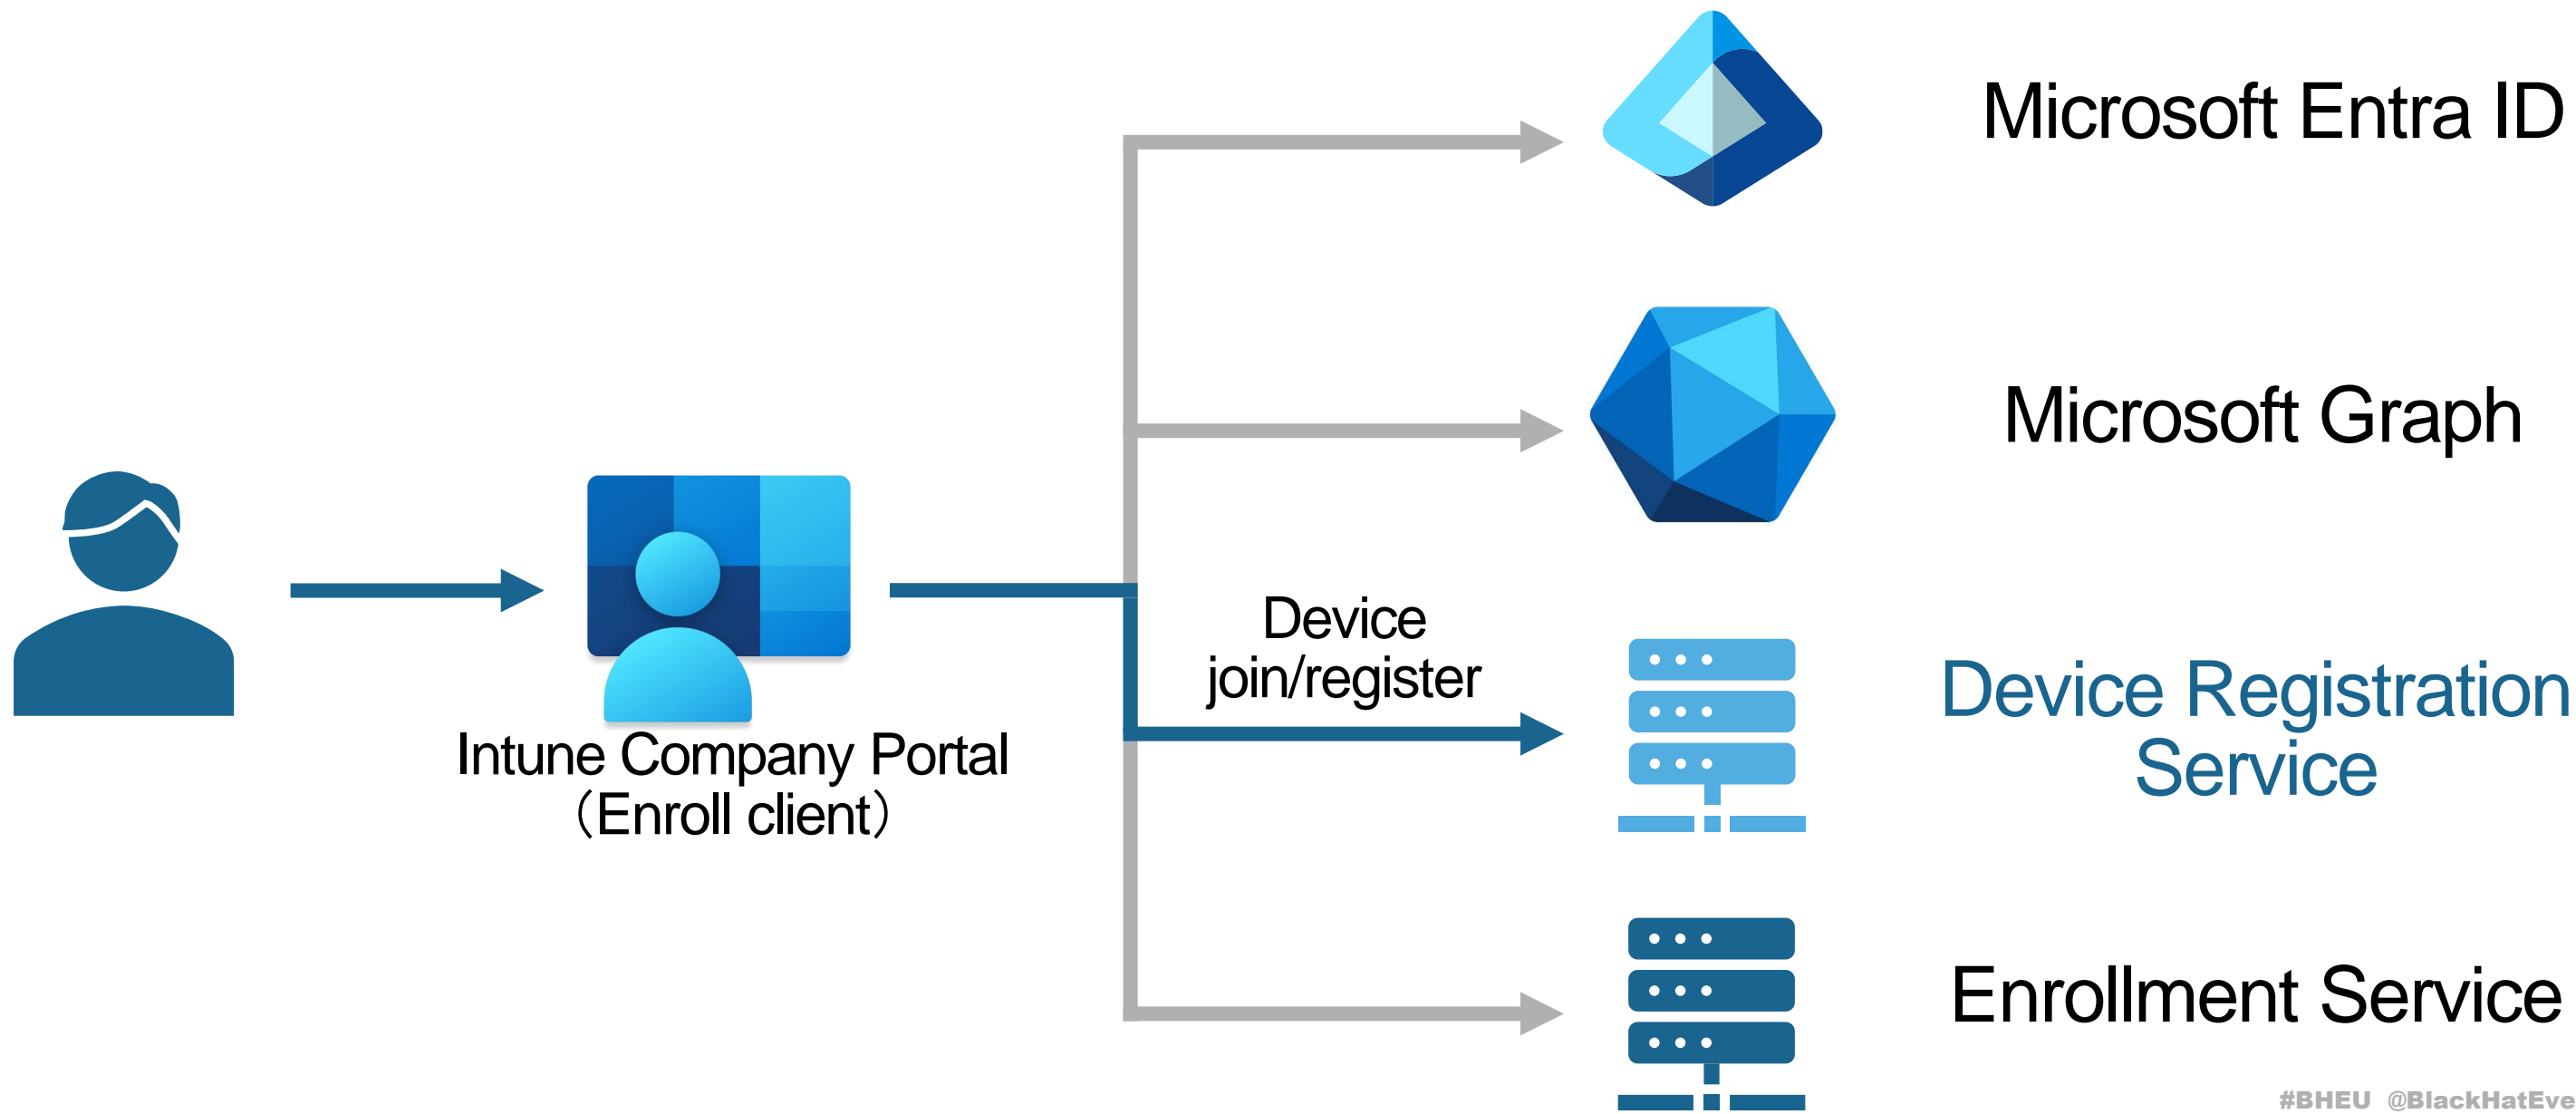 Microsoft Entra ID
Microsoft Graph
Device
join/register
Intune Company Portal
（Enroll client）
Device Registration
Service
Enrollment Service
#BHEU @BlackHatEve